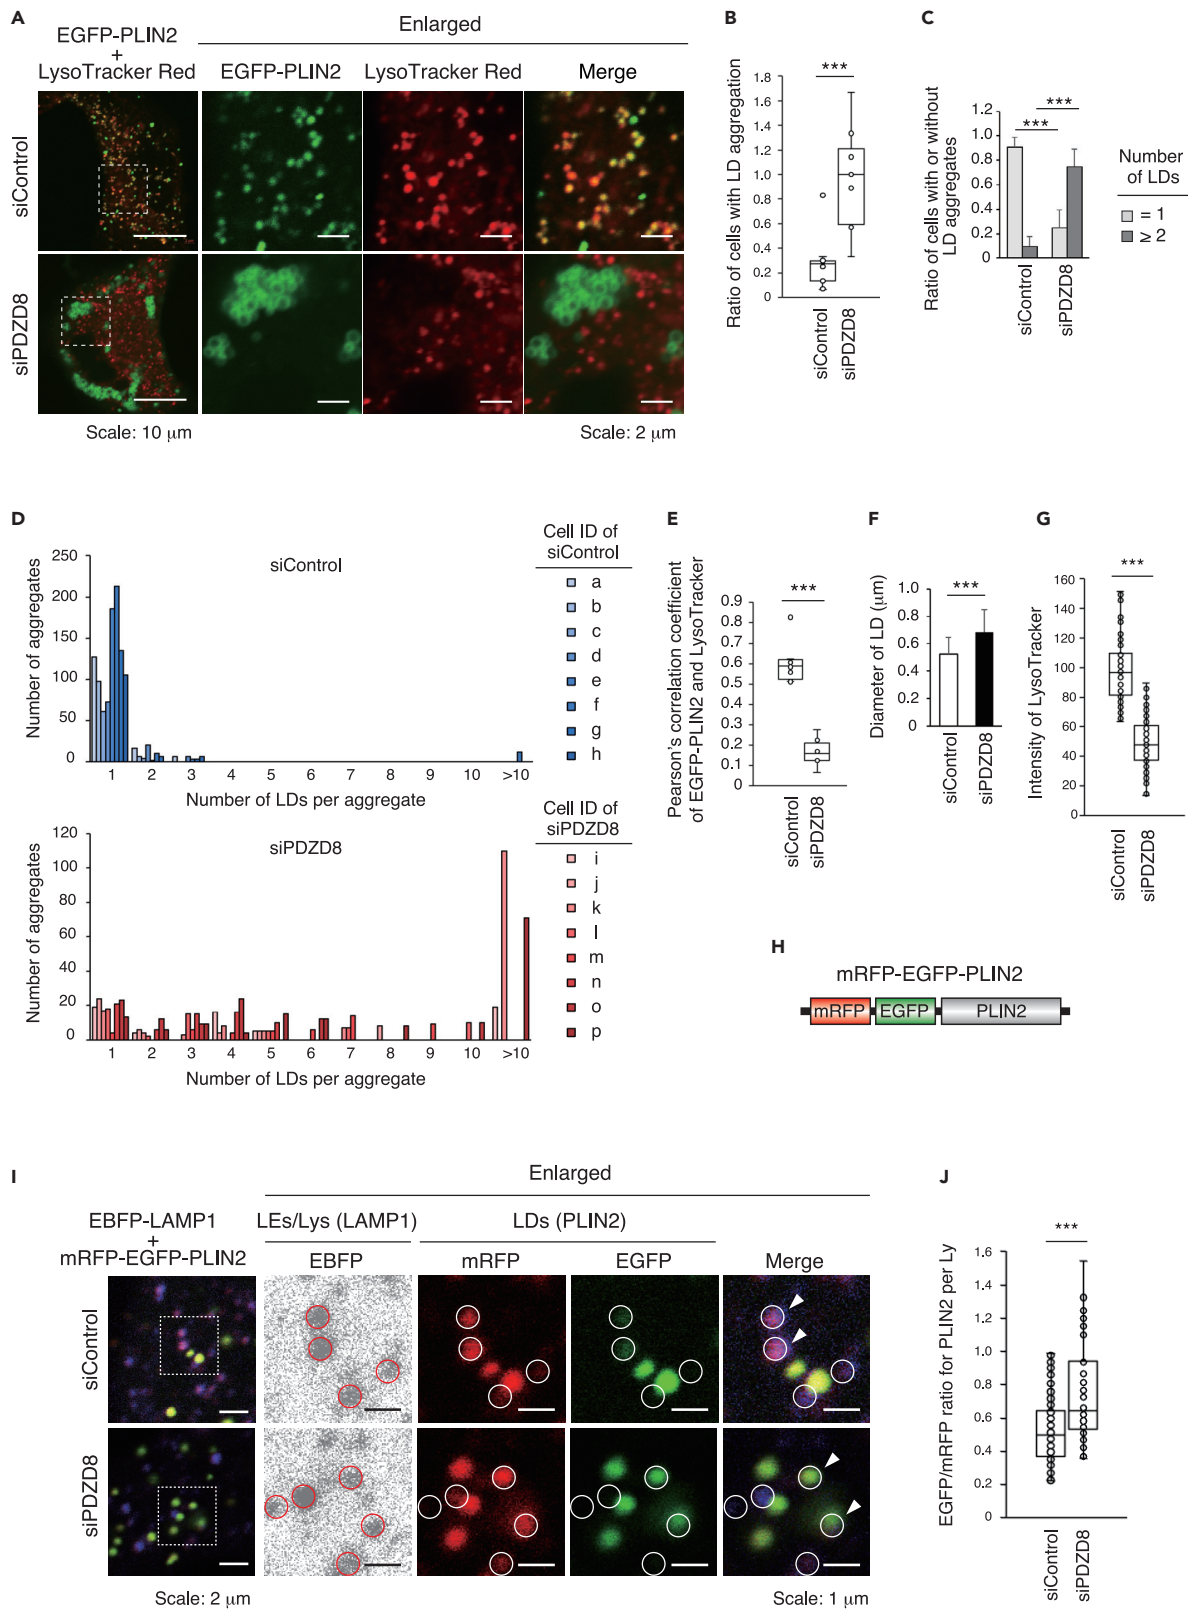 A
EGFP-PLIN2
+
LysoTracker Red
Enlarged
EGFP-PLIN2
LysoTracker Red
Merge
siControl
siPDZD8
Scale: 10 μm
Scale: 2 μm
B
Ratio of cells with LD aggregation
1.8
1.6
1.4
1.2
1.0
0.8
0.6
0.4
0.2
0
***
siControl
siPDZD8
C
Ratio of cells with or without
LD aggregates
1.2
1.0
0.8
0.6
0.4
0.2
0
***
***
siControl
siPDZD8
Number
of LDs
= 1
≥ 2
D
Number of aggregates
250
200
150
100
50
0
siControl
1 2 3 4 5 6 7 8 9 10 >10
Number of LDs per aggregate
Cell ID of
siControl
a
b
c
d
e
f
g
h
Number of aggregates
120
100
80
60
40
20
0
siPDZD8
1 2 3 4 5 6 7 8 9 10 >10
Number of LDs per aggregate
Cell ID of
siPDZD8
i
j
k
l
m
n
o
p
E
Pearson's correlation coefficient
of EGFP-PLIN2 and LysoTracker
0.9
0.8
0.7
0.6
0.5
0.4
0.3
0.2
0.1
0
***
siControl
siPDZD8
F
Diameter of LD (μm)
1.0
0.8
0.6
0.4
0.2
0
***
siControl
siPDZD8
G
Intensity of LysoTracker
160
140
120
100
80
60
40
20
0
***
siControl
siPDZD8
H
mRFP-EGFP-PLIN2
mRFP EGFP PLIN2
I
EBFP-LAMP1
+
mRFP-EGFP-PLIN2
Enlarged
LEs/Lys (LAMP1)
LDs (PLIN2)
EBFP
mRFP
EGFP
Merge
siControl
siPDZD8
Scale: 2 μm
Scale: 1 μm
J
EGFP/mRFP ratio for PLIN2 per Ly
1.6
1.4
1.2
1.0
0.8
0.6
0.4
0.2
0
***
siControl
siPDZD8